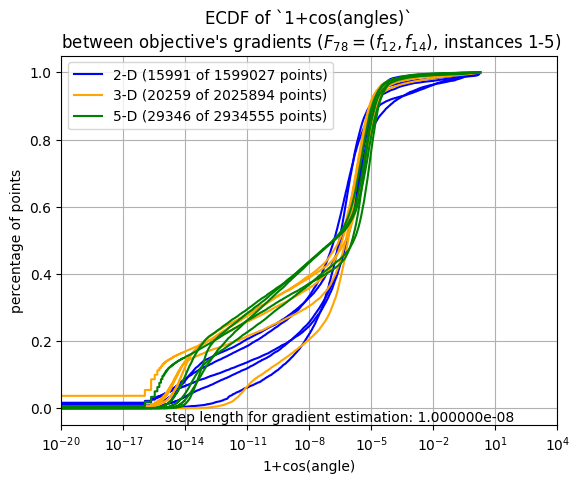 ECDF of `1+cos(angles)`
between objective's gradients (F₇₈ = (f₁₂, f₁₄), instances 1-5)
2-D (15991 of 1599027 points)
3-D (20259 of 2025894 points)
5-D (29346 of 2934555 points)
percentage of points
1.0
0.8
0.6
0.4
0.2
0.0
step length for gradient estimation: 1.000000e-08
10⁻²⁰ 10⁻¹⁷ 10⁻¹⁴ 10⁻¹¹ 10⁻⁸ 10⁻⁵ 10⁻² 10¹ 10⁴
1+cos(angle)